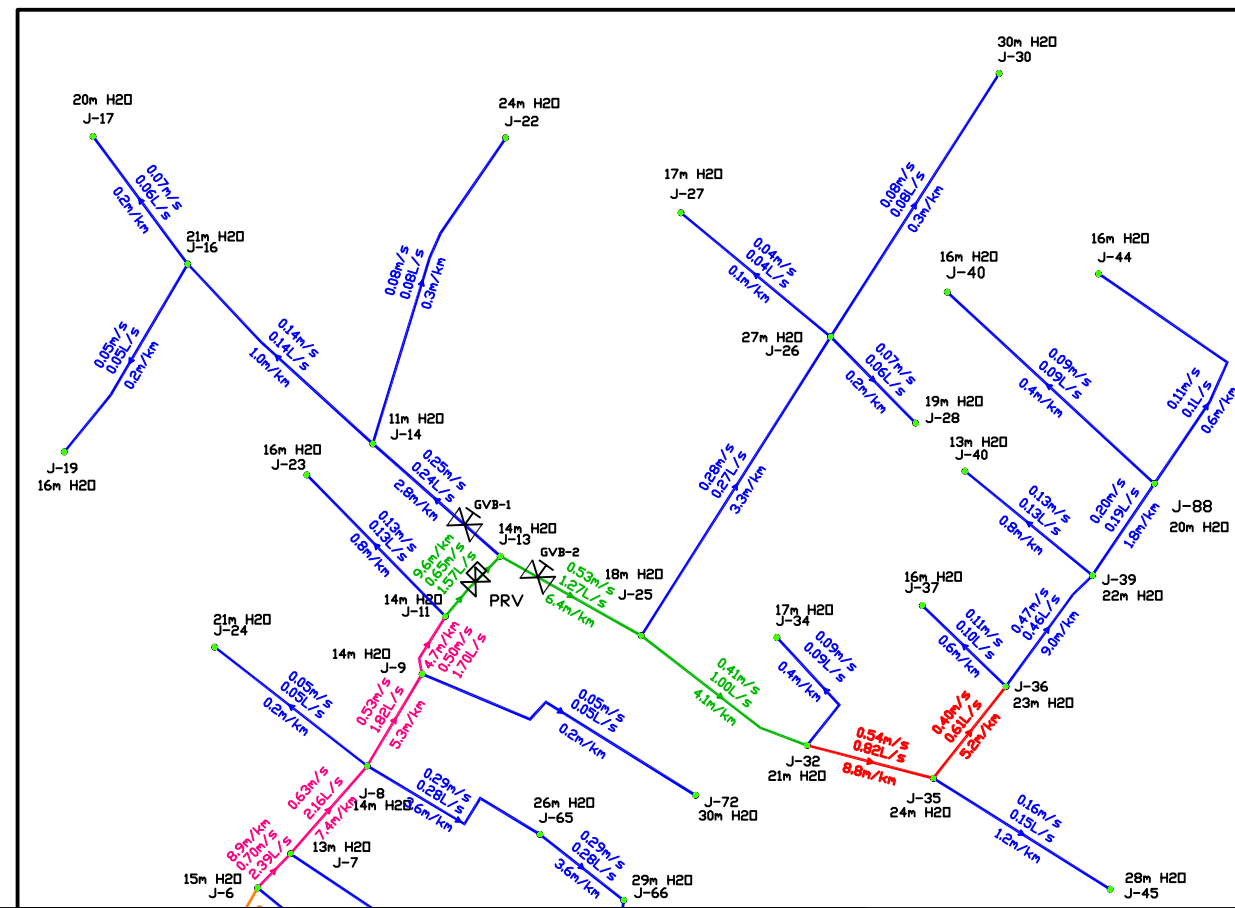 30m H2O
J-30
20m H2O
J-17
24m H2O
J-22
17m H2O
J-27
0.07m/s
0.06L/s
0.2m/km
0.08m/s
0.08L/s
0.3m/km
21m H2O
J-16
0.08m/s
0.08L/s
0.3m/km
0.04m/s
0.04L/s
0.1m/km
16m H2O
J-40
16m H2O
J-44
0.05m/s
0.05L/s
0.2m/km
0.14m/s
0.14L/s
1.0m/km
27m H2O
J-26
0.07m/s
0.06L/s
0.2m/km
0.09m/s
0.09L/s
0.4m/km
0.11m/s
0.1L/s
0.6m/km
J-19
16m H2O
11m H2O
J-14
19m H2O
J-28
16m H2O
J-23
0.25m/s
0.24L/s
2.8m/km
0.28m/s
0.27L/s
3.3m/km
13m H2O
J-40
0.20m/s
0.19L/s
1.8m/km
J-88
20m H2O
GVB-1
0.13m/s
0.13L/s
0.8m/km
14m H2O
J-13
GVB-2
0.13m/s
0.13L/s
0.8m/km
9.6m/km
0.65m/s
1.57L/s
PRV
0.53m/s
1.27L/s
6.4m/km
18m H2O
J-25
16m H2O
J-37
J-39
22m H2O
14m H2O
J-11
21m H2O
J-24
17m H2O
J-34
0.11m/s
0.10L/s
0.6m/km
0.47m/s
0.46L/s
9.0m/km
14m H2O
J-9
4.7m/km
0.50m/s
1.70L/s
0.05m/s
0.05L/s
0.2m/km
0.53m/s
1.82L/s
5.3m/km
0.05m/s
0.05L/s
0.2m/km
0.41m/s
1.00L/s
4.1m/km
0.09m/s
0.09L/s
0.4m/km
J-36
23m H2O
0.40m/s
0.61L/s
5.2m/km
J-32
21m H2O
0.54m/s
0.82L/s
8.8m/km
J-35
24m H2O
J-8
14m H2O
0.63m/s
2.16L/s
7.4m/km
0.29m/s
0.28L/s
3.6m/km
26m H2O
J-65
J-72
30m H2O
0.16m/s
0.15L/s
1.2m/km
8.9m/km
0.70m/s
2.39L/s
13m H2O
J-7
0.29m/s
0.28L/s
3.6m/km
15m H2O
J-6
29m H2O
J-66
28m H2O
J-45